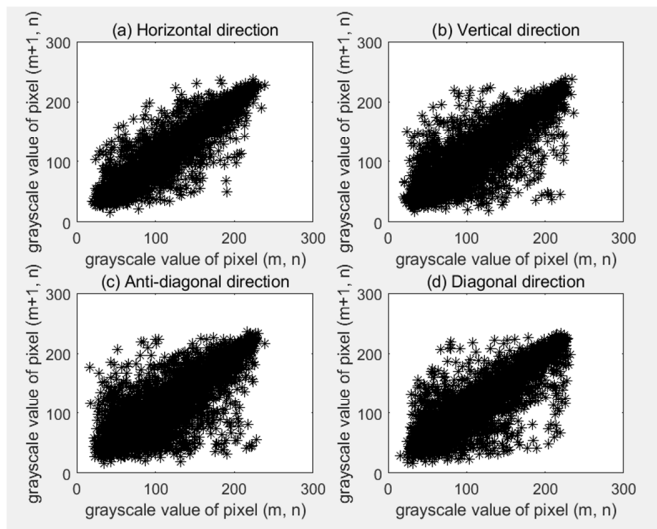 (a) Horizontal direction
300
200
100
0
0 100 200 300
grayscale value of pixel (m+1, n)
grayscale value of pixel (m, n)
(b) Vertical direction
300
200
100
0
0 100 200 300
grayscale value of pixel (m+1, n)
grayscale value of pixel (m, n)
(c) Anti-diagonal direction
300
200
100
0
0 100 200 300
grayscale value of pixel (m+1, n)
grayscale value of pixel (m, n)
(d) Diagonal direction
300
200
100
0
0 100 200 300
grayscale value of pixel (m+1, n)
grayscale value of pixel (m, n)